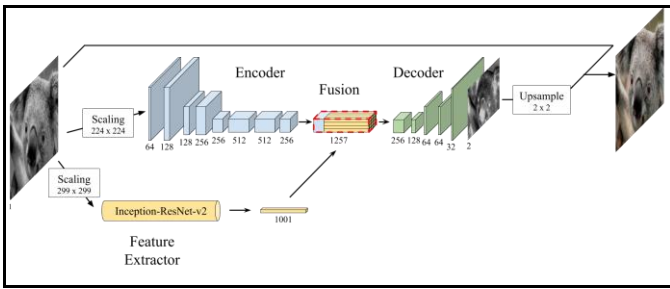 Encoder
Fusion
Decoder
Scaling
224 x 224
Upsample
2 x 2
64 128 128 256 256 512 512 256
1257
256 128 64 64 32 2
Scaling
299 x 299
1
Inception-ResNet-v2
1001
Feature
Extractor